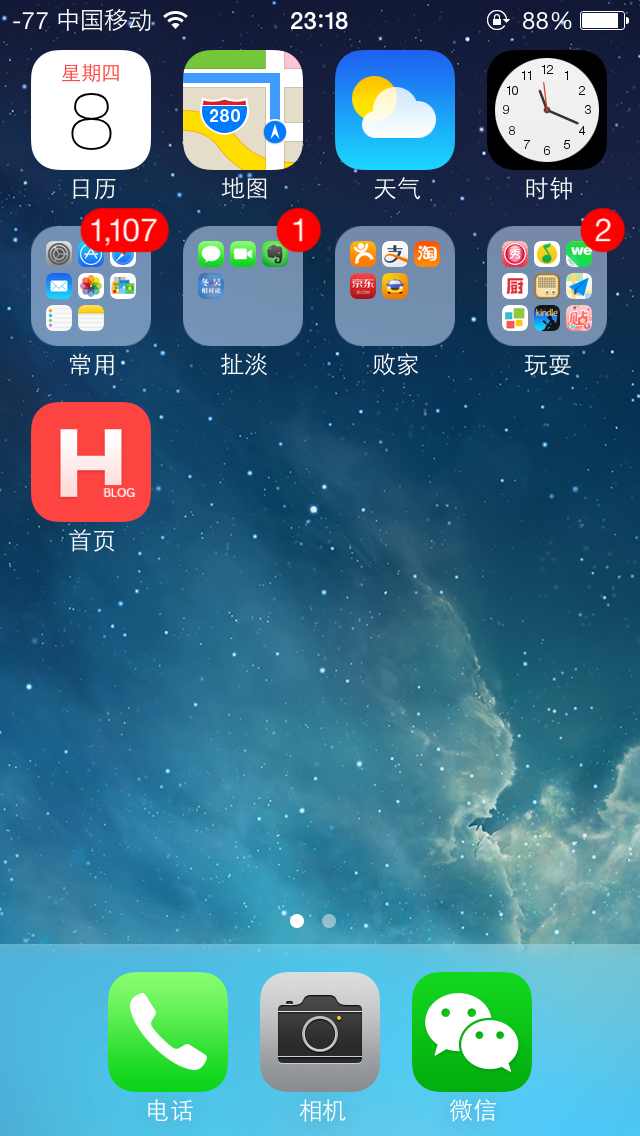 -77 中国移动 23:18 88%
星期四
8
280
12 1 2 3 4 5 6 7 8 9 10 11
日历 地图 天气 时钟
1,107 1 2
支 淘 秀 we
京东 厨
kindle
常用 扯淡 败家 玩耍
H
BLOG
首页
电话 相机 微信